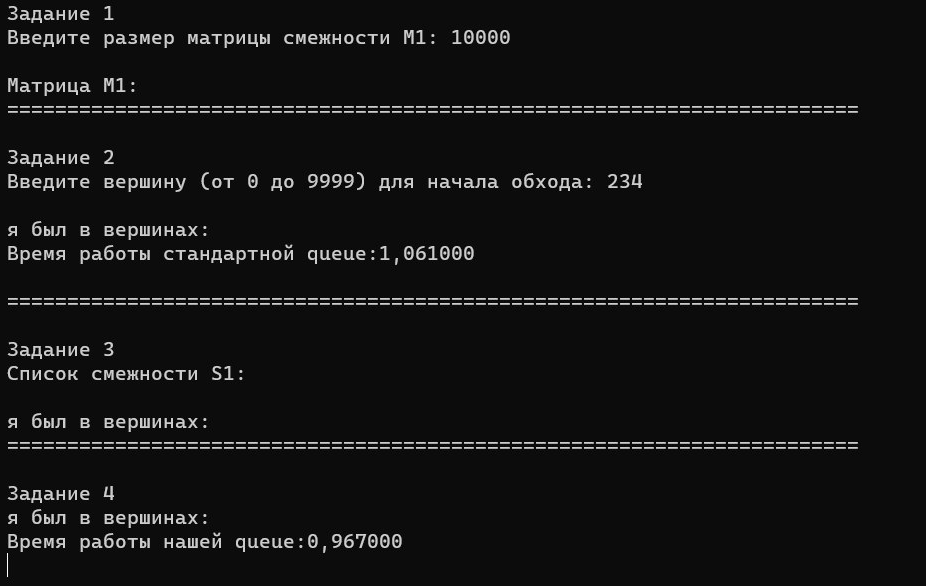 Задание 1
Введите размер матрицы смежности M1: 10000
Матрица M1:
=======================================================================
Задание 2
Введите вершину (от 0 до 9999) для начала обхода: 234
я был в вершинах:
Время работы стандартной queue:1,061000
=======================================================================
Задание 3
Список смежности S1:
я был в вершинах:
=======================================================================
Задание 4
я был в вершинах:
Время работы нашей queue:0,967000